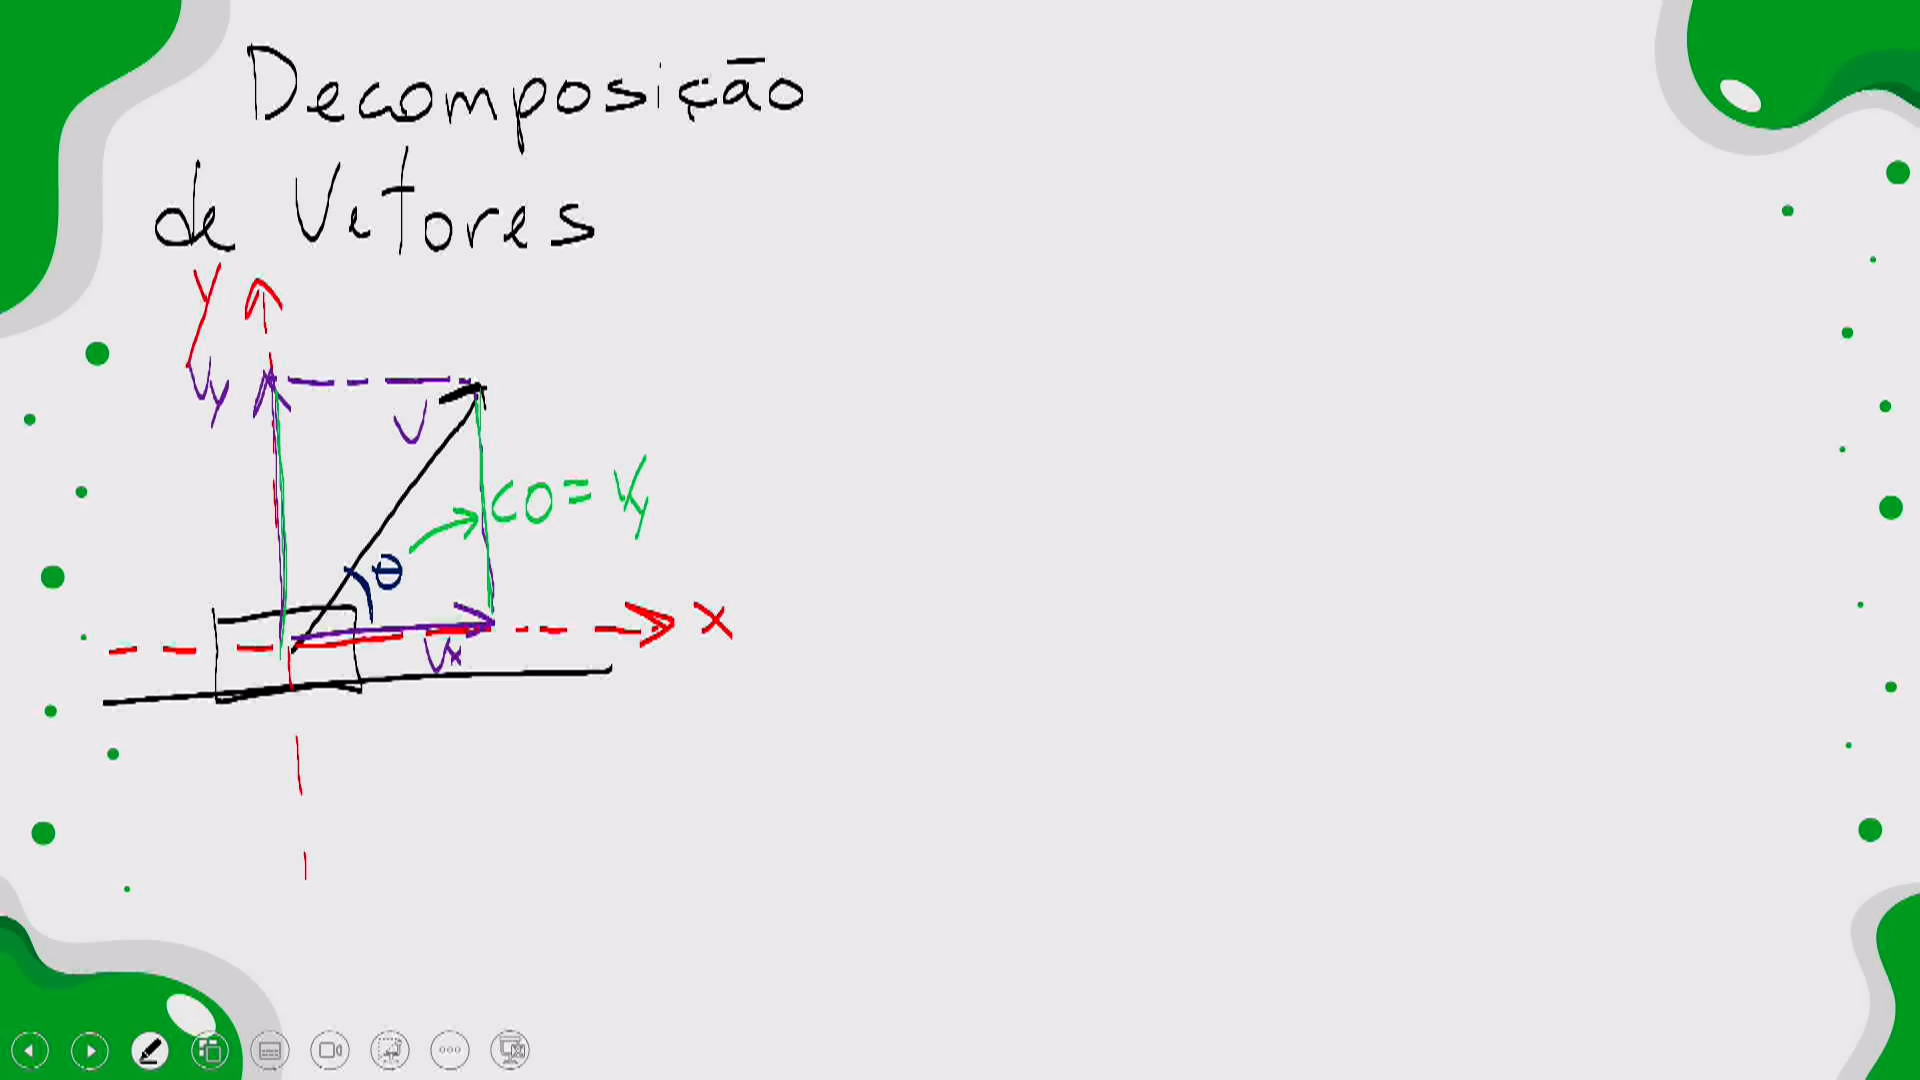 Decomposição
de Vetores
y
Vy
V
CO = Vy
θ
x
Vx